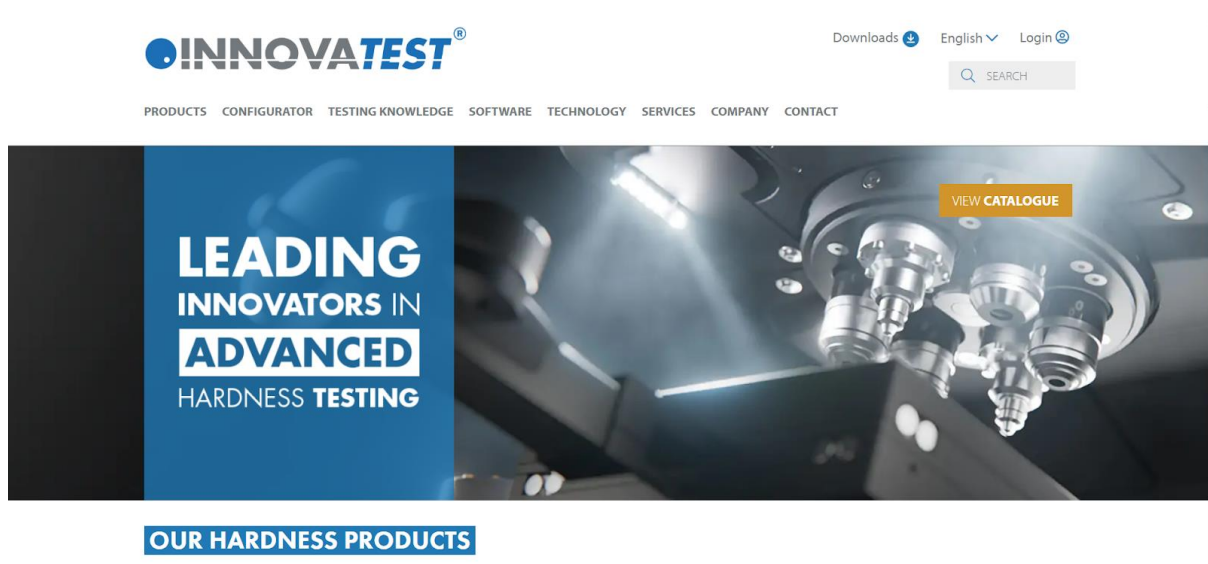 INNOVATEST®
Downloads English Login
SEARCH
PRODUCTS CONFIGURATOR TESTING KNOWLEDGE SOFTWARE TECHNOLOGY SERVICES COMPANY CONTACT
VIEW CATALOGUE
LEADING
INNOVATORS IN
ADVANCED
HARDNESS TESTING
OUR HARDNESS PRODUCTS